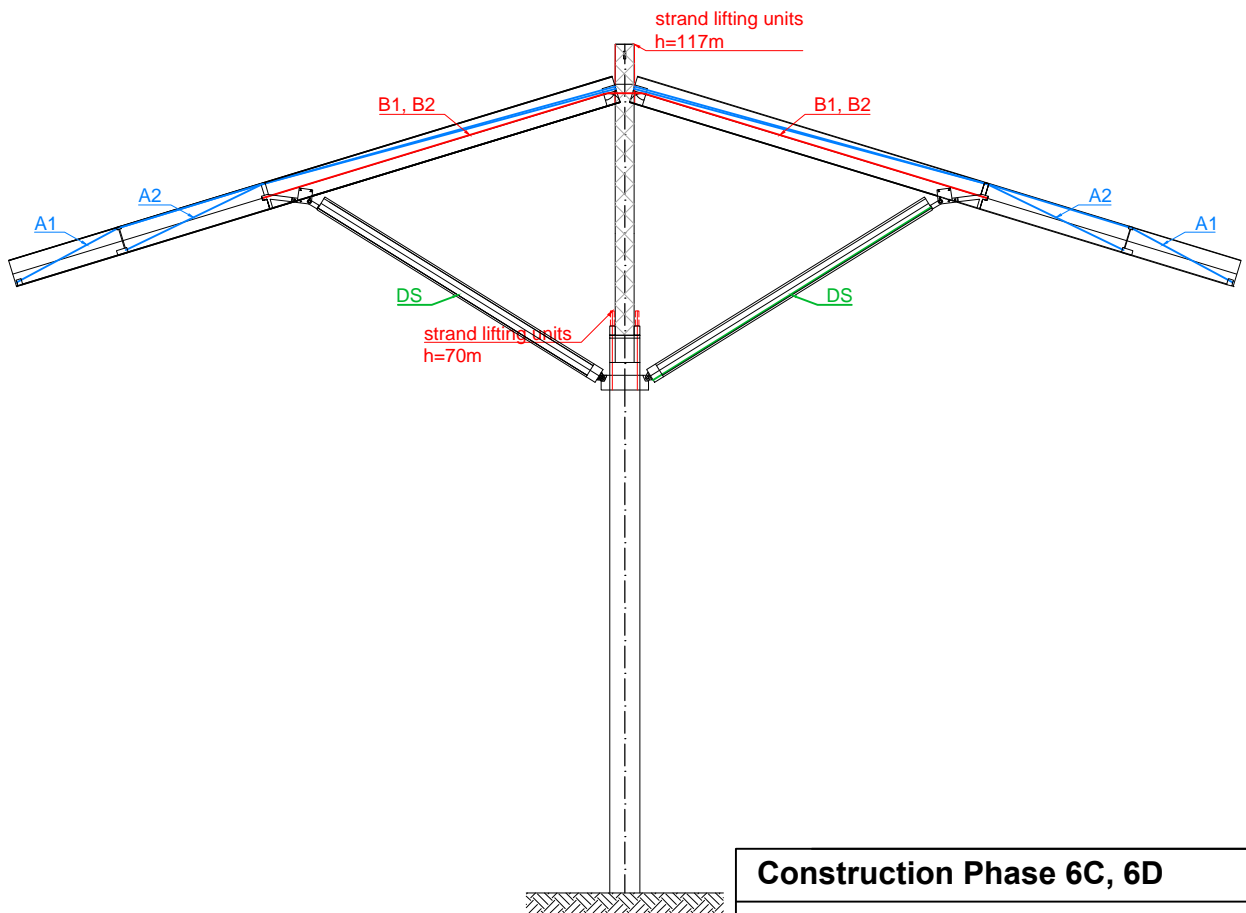 strand lifting units
h=117m
B1, B2
B1, B2
A2
A1
A2
A1
DS
DS
strand lifting units
h=70m
Construction Phase 6C, 6D